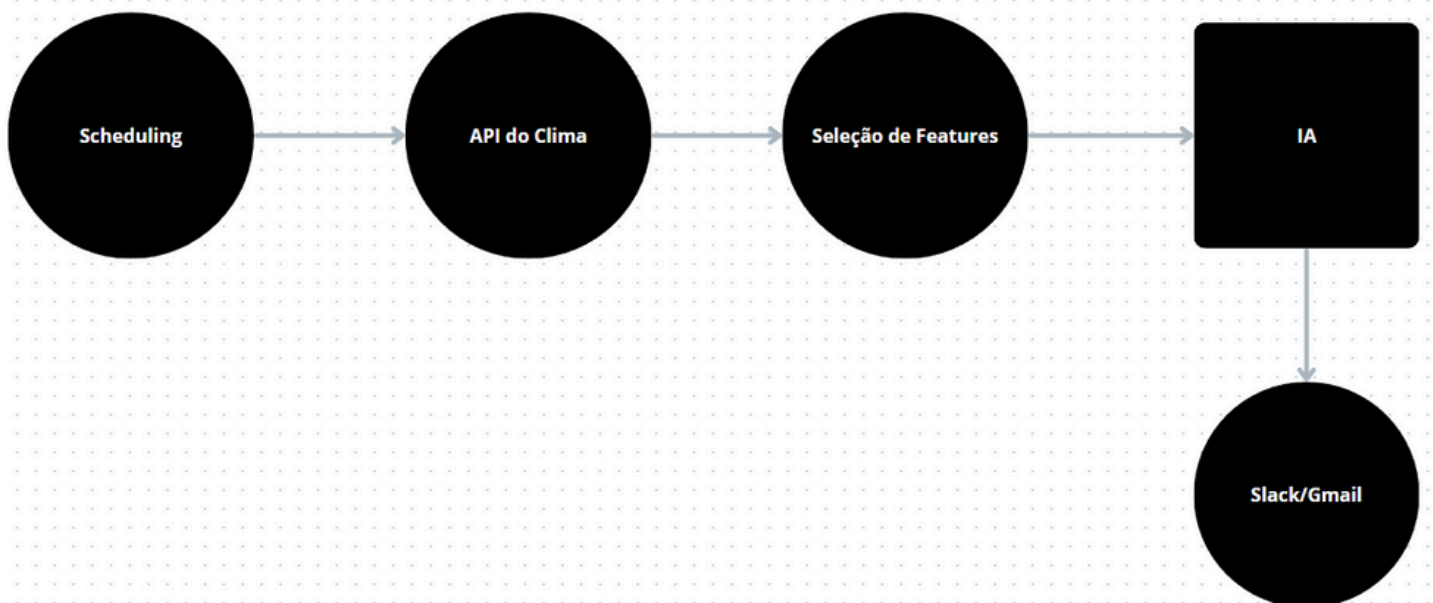 Scheduling
API do Clima
Seleção de Features
IA
Slack/Gmail